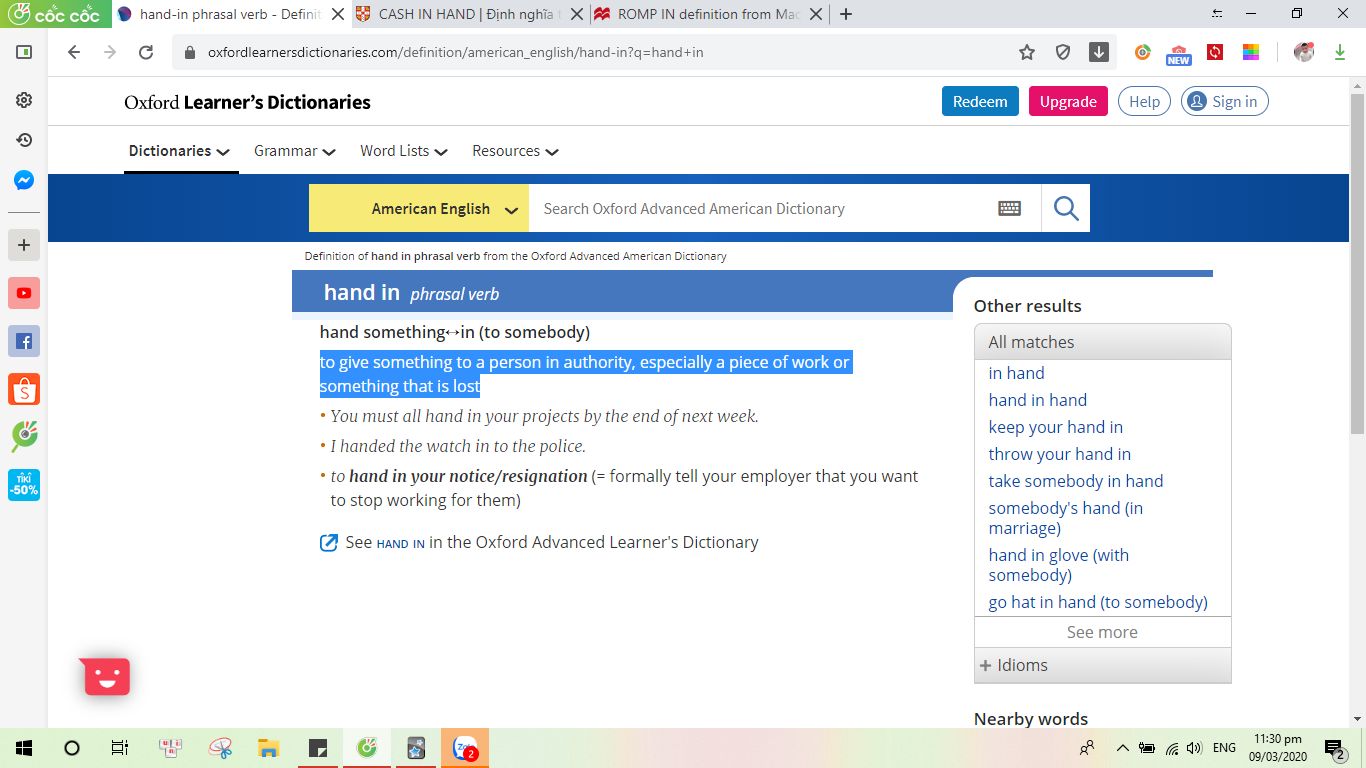 cốc cốc
hand-in phrasal verb - Definit
CASH IN HAND | Định nghĩa t
ROMP IN definition from Mac
oxfordlearnersdictionaries.com/definition/american_english/hand-in?q=hand+in
NEW
Oxford Learner's Dictionaries
Redeem
Upgrade
Help
Sign in
Dictionaries
Grammar
Word Lists
Resources
American English
Search Oxford Advanced American Dictionary
Definition of hand in phrasal verb from the Oxford Advanced American Dictionary
hand in phrasal verb
hand something↔in (to somebody)
to give something to a person in authority, especially a piece of work or
something that is lost
• You must all hand in your projects by the end of next week.
• I handed the watch in to the police.
• to hand in your notice/resignation (= formally tell your employer that you want
to stop working for them)
See HAND IN in the Oxford Advanced Learner's Dictionary
Other results
All matches
in hand
hand in hand
keep your hand in
throw your hand in
take somebody in hand
somebody's hand (in
marriage)
hand in glove (with
somebody)
go hat in hand (to somebody)
See more
+ Idioms
Nearby words
TIKI
-50%
2
ENG
11:30 pm
09/03/2020
2